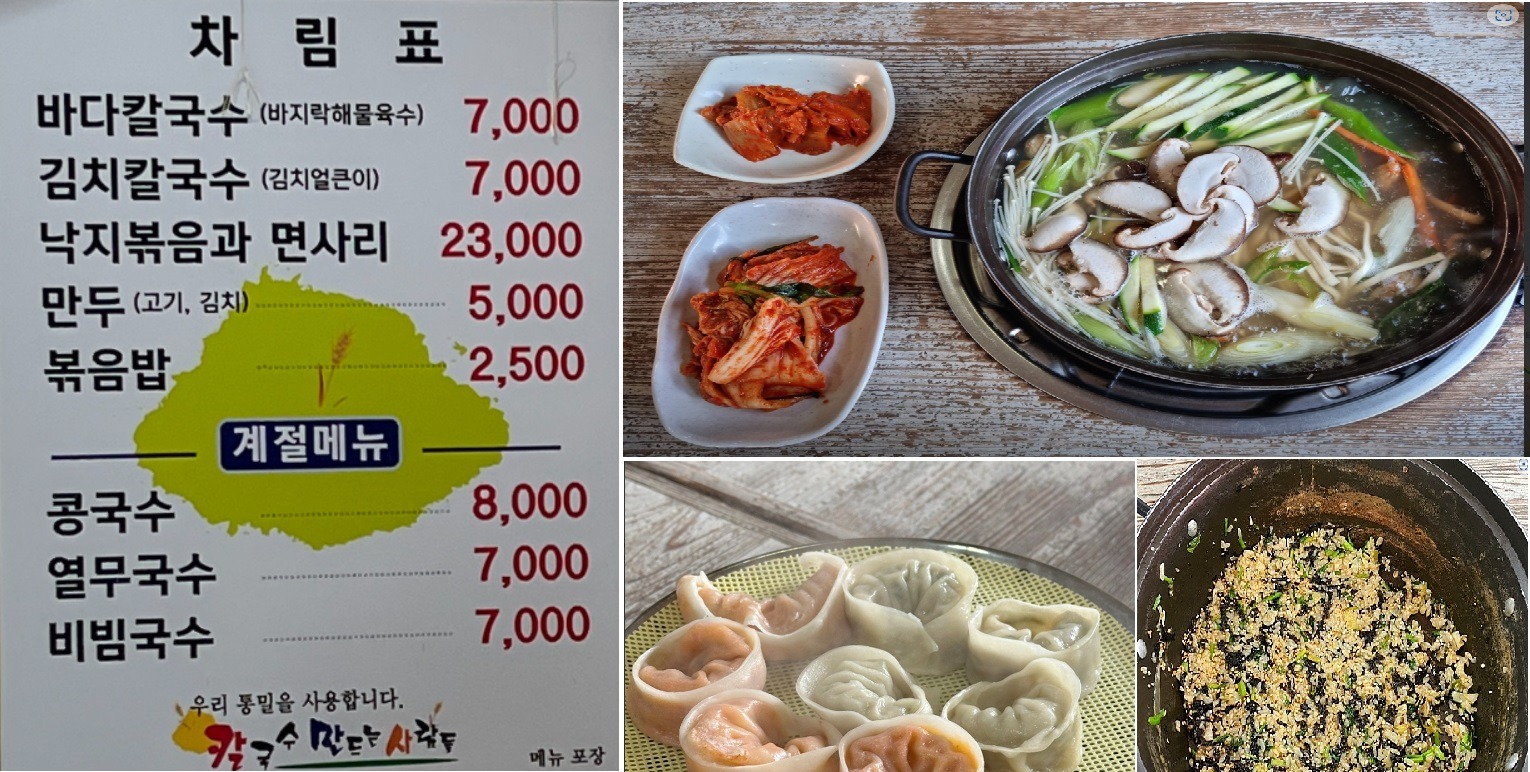 차 림 표
바다칼국수 (바지락해물육수) 7,000
김치칼국수 (김치얼큰이) 7,000
낙지볶음과 면사리 23,000
만두 (고기, 김치) 5,000
볶음밥 2,500
계절메뉴
콩국수 8,000
열무국수 7,000
비빔국수 7,000
우리 통밀을 사용합니다.
칼국수 만드는 사람들
메뉴 포장